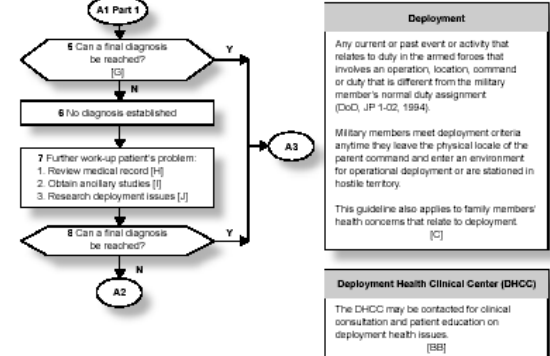 A1 Part 1
5 Can a final diagnosis
be reached?
[G]
Y
N
6 No diagnosis established
7 Further work-up patient's problem:
1. Review medical record [H]
2. Obtain ancillary studies [I]
3. Research deployment issues [J]
8 Can a final diagnosis
be reached?
Y
N
A2
A3
Deployment
Any current or past event or activity that
relates to duty in the armed forces that
involves an operation, location, command
or duty that is different from the military
member's normal duty assignment
(DoD, JP 1-02, 1994).
Military members meet deployment criteria
anytime they leave the physical locale of the
parent command and enter an environment
for operational deployment or are stationed in
hostile territory.
This guideline also applies to family members'
health concerns that relate to deployment.
[C]
Deployment Health Clinical Center (DHCC)
The DHCC may be contacted for clinical
consultation and patient education on
deployment health issues.
[BB]